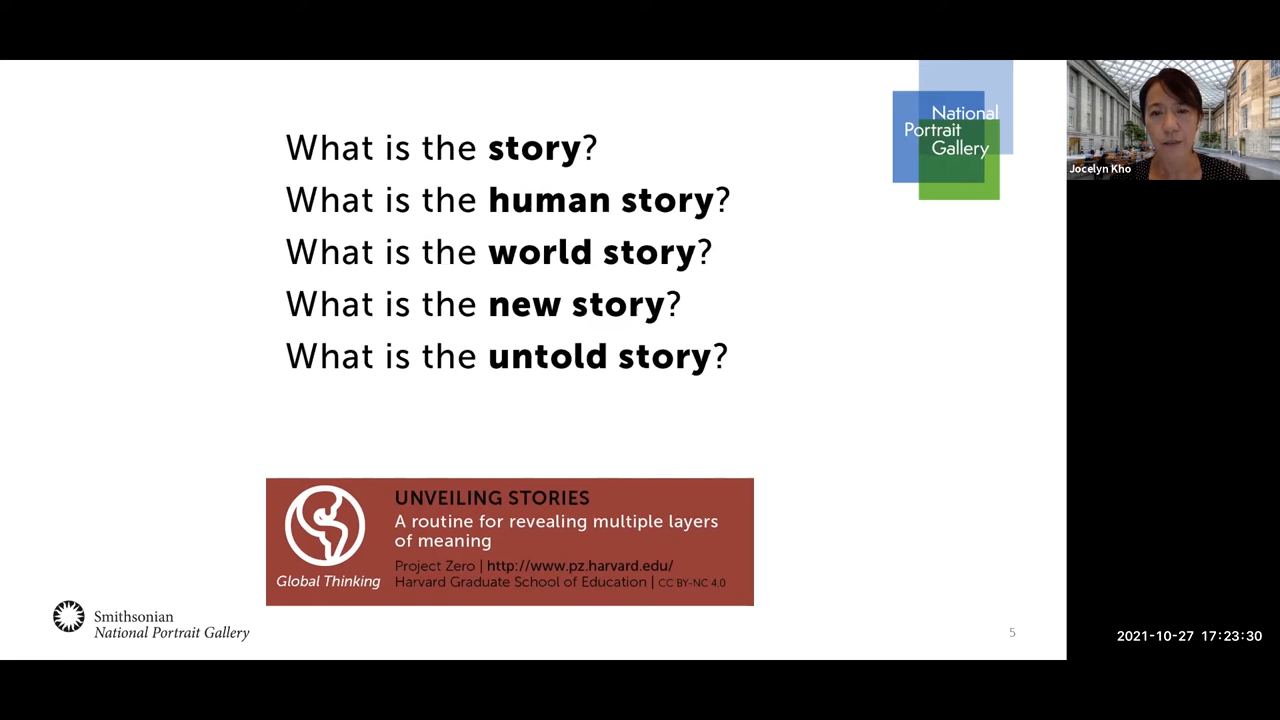 What is the story?
What is the human story?
What is the world story?
What is the new story?
What is the untold story?
National
Portrait
Gallery
Jocelyn Kho
UNVEILING STORIES
A routine for revealing multiple layers
of meaning
Project Zero | http://www.pz.harvard.edu/
Harvard Graduate School of Education | CC BY-NC 4.0
Global Thinking
Smithsonian
National Portrait Gallery
5
2021-10-27 17:23:30